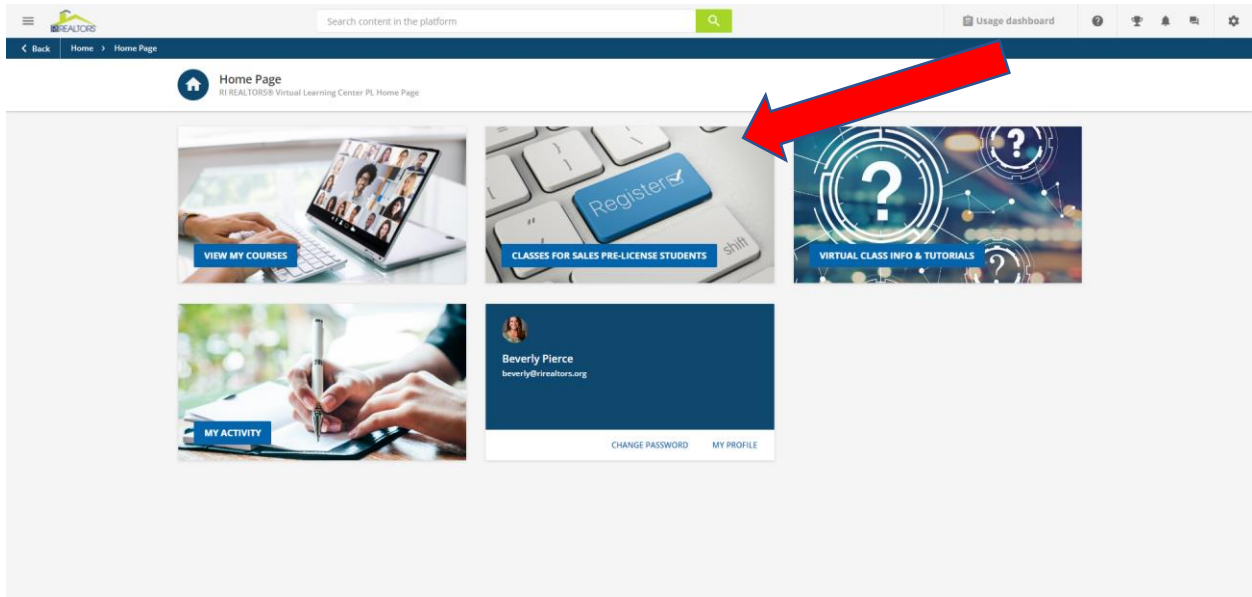 RI REALTORS
Search content in the platform
Usage dashboard
Back
Home > Home Page
Home Page
RI REALTORS® Virtual Learning Center PL Home Page
VIEW MY COURSES
}
]
Register
"
'
shift
CLASSES FOR SALES PRE-LICENSE STUDENTS
?
?
?
VIRTUAL CLASS INFO & TUTORIALS
MY ACTIVITY
Beverly Pierce
beverly@rirealtors.org
CHANGE PASSWORD MY PROFILE